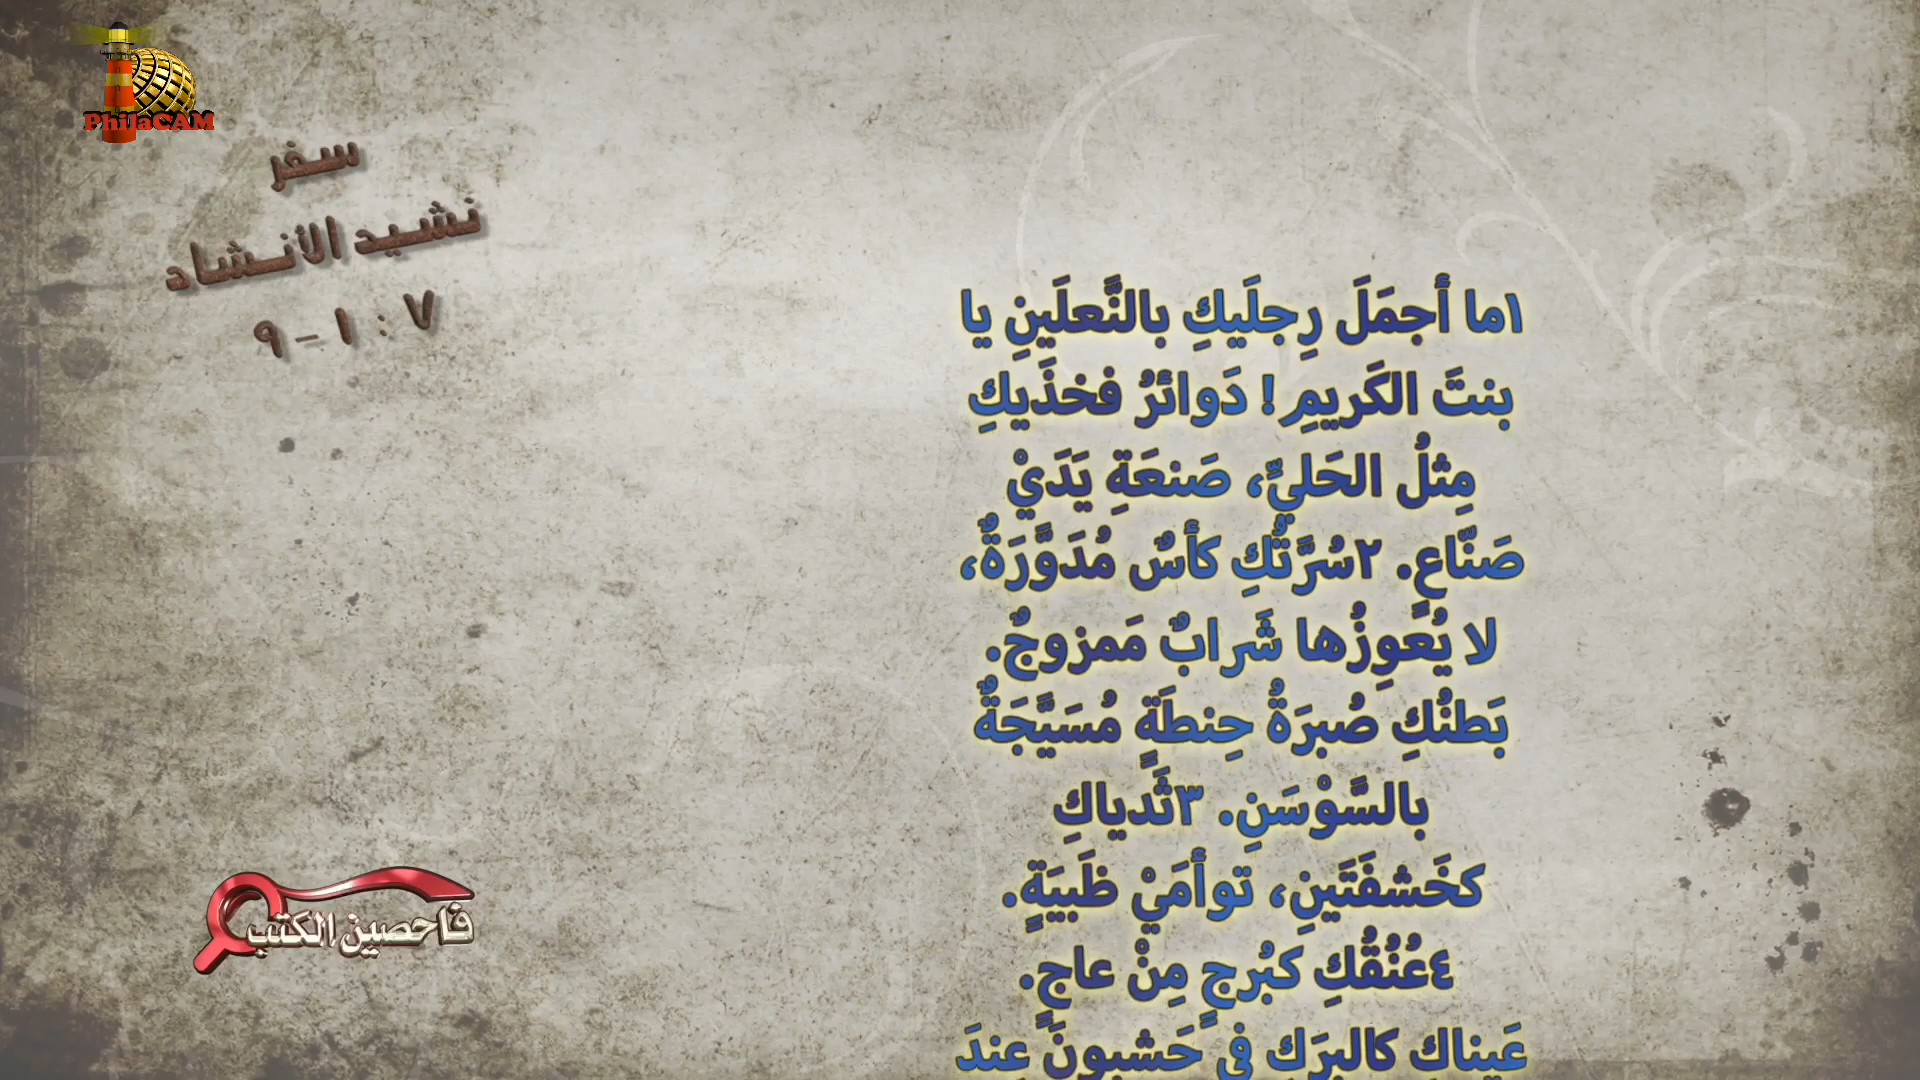 PhilaCAM
سفر
نشيد الأنشاد
٧ : ١ - ٩
١ما أجمَلَ رِجلَيكِ بالنَّعلَينِ يا
بنتَ الكَريمِ! دَوائرُ فخذَيكِ
مِثلُ الحَليِّ، صَنعَةِ يَدَيْ
صَنّاعٍ. ٢سُرَّتُكِ كأسٌ مُدَوَّرَةٌ،
لا يُعوِزُها شَرابٌ مَمزوجٌ.
بَطنُكِ صُبرَةُ حِنطَةٍ مُسَيَّجَةٌ
بالسَّوْسَنِ. ٣ثَدياكِ
كخَشفَتَينِ، توأمَيْ ظَبيَةٍ.
٤عُنُقُكِ كبُرجٍ مِنْ عاجٍ.
عَيناكِ كالبِرَكِ في حَشبونَ عِندَ
فاحصين الكتب